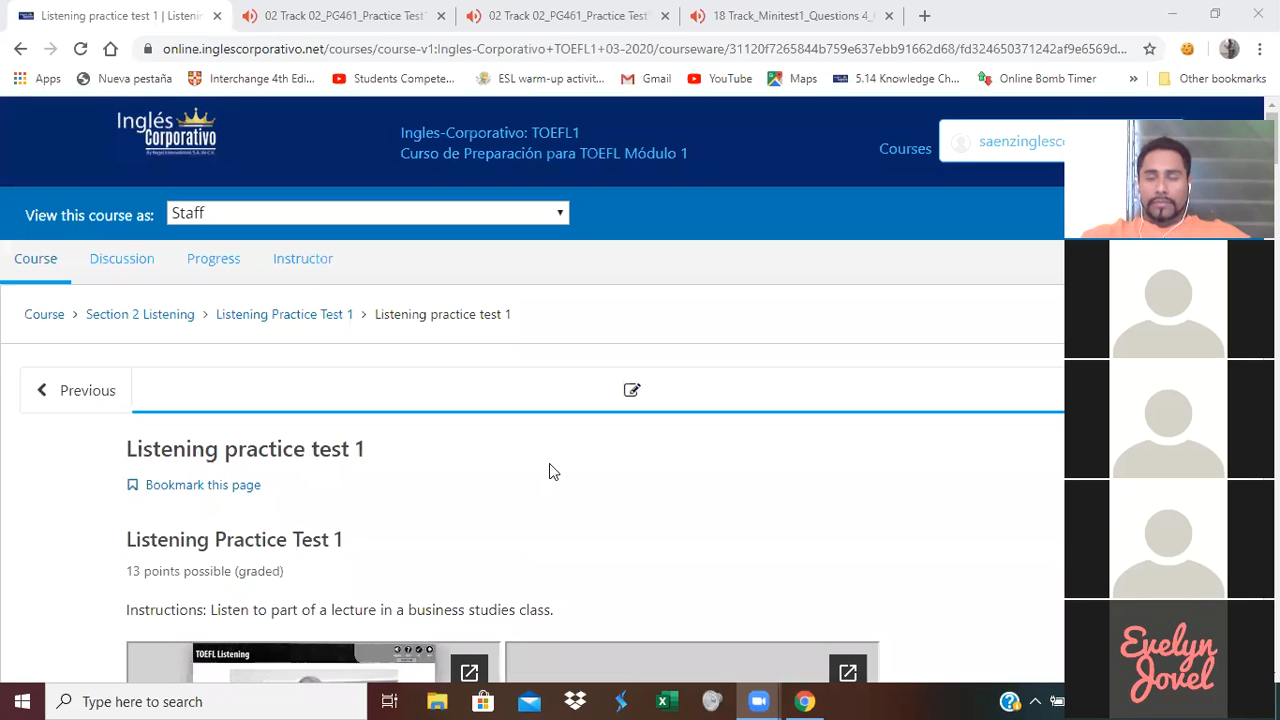 Listening practice test 1 | Listen
02 Track 02_PG461_Practice Test
02 Track 02_PG461_Practice Test
18 Track_Minitest1_Questions 4_
online.inglescorporativo.net/courses/course-v1:Ingles-Corporativo+TOEFL1+03-2020/courseware/31120f7265844b759e637ebb91662d68/fd324650371242af9e6569d...
Apps
Nueva pestaña
Interchange 4th Edi...
Students Compete...
ESL warm-up activit...
Gmail
YouTube
Maps
5.14 Knowledge Ch...
Online Bomb Timer
»
Other bookmarks
Inglés
Corporativo
Ingles-Corporativo: TOEFL1
Curso de Preparación para TOEFL Módulo 1
Courses
saenzinglesc
View this course as:
Staff
Course
Discussion
Progress
Instructor
Course > Section 2 Listening > Listening Practice Test 1 > Listening practice test 1
Previous
Listening practice test 1
Bookmark this page
Listening Practice Test 1
13 points possible (graded)
Instructions: Listen to part of a lecture in a business studies class.
TOEFL Listening
Evelyn
Jovel
Type here to search